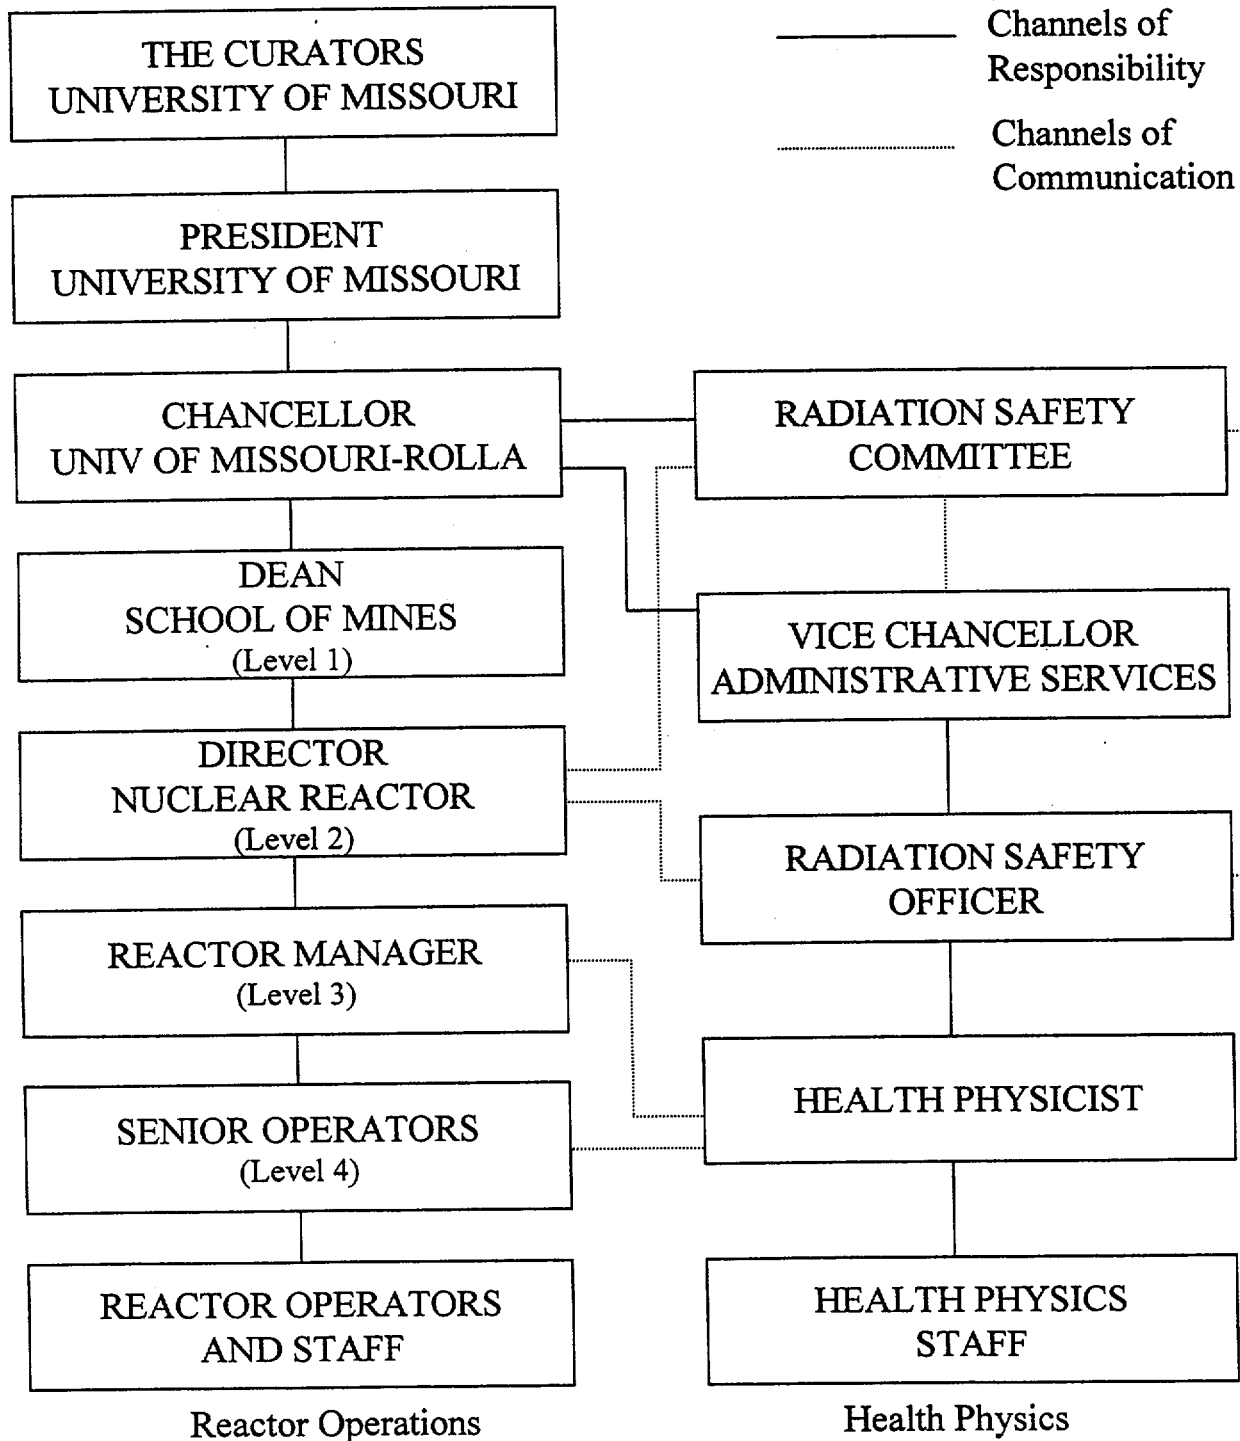 Channels of
Responsibility
Channels of
Communication
THE CURATORS
UNIVERSITY OF MISSOURI
PRESIDENT
UNIVERSITY OF MISSOURI
CHANCELLOR
UNIV OF MISSOURI-ROLLA
DEAN
SCHOOL OF MINES
(Level 1)
DIRECTOR
NUCLEAR REACTOR
(Level 2)
REACTOR MANAGER
(Level 3)
SENIOR OPERATORS
(Level 4)
REACTOR OPERATORS
AND STAFF
Reactor Operations
RADIATION SAFETY
COMMITTEE
VICE CHANCELLOR
ADMINISTRATIVE SERVICES
RADIATION SAFETY
OFFICER
HEALTH PHYSICIST
HEALTH PHYSICS
STAFF
Health Physics